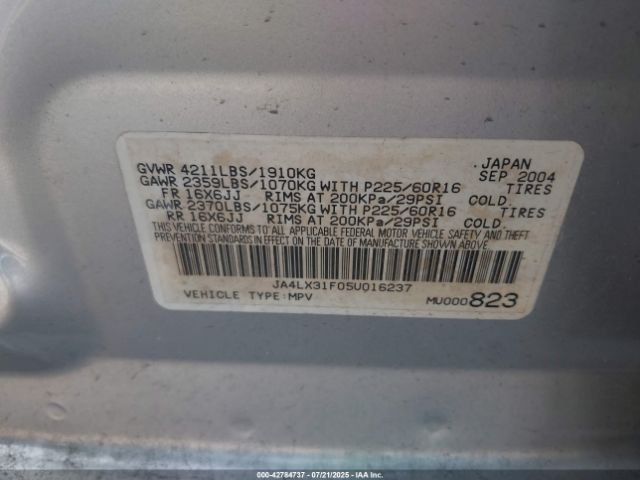 GVWR 4211LBS/1910KG JAPAN
GAWR 2359LBS/1070KG WITH P225/60R16 SEP 2004 TIRES
FR 16X6JJ RIMS AT 200KPa/29PSI COLD.
GAWR 2370LBS/1075KG WITH P225/60R16 TIRES
RR 16X6JJ RIMS AT 200KPa/29PSI COLD.
THIS VEHICLE CONFORMS TO ALL APPLICABLE FEDERAL MOTOR VEHICLE SAFETY AND THEFT
PREVENTION STANDARDS IN EFFECT ON THE DATE OF MANUFACTURE SHOWN ABOVE.
JA4LX31F05U016237
VEHICLE TYPE:MPV MU000823
000-42784737 - 07/21/2025 - IAAI.COM